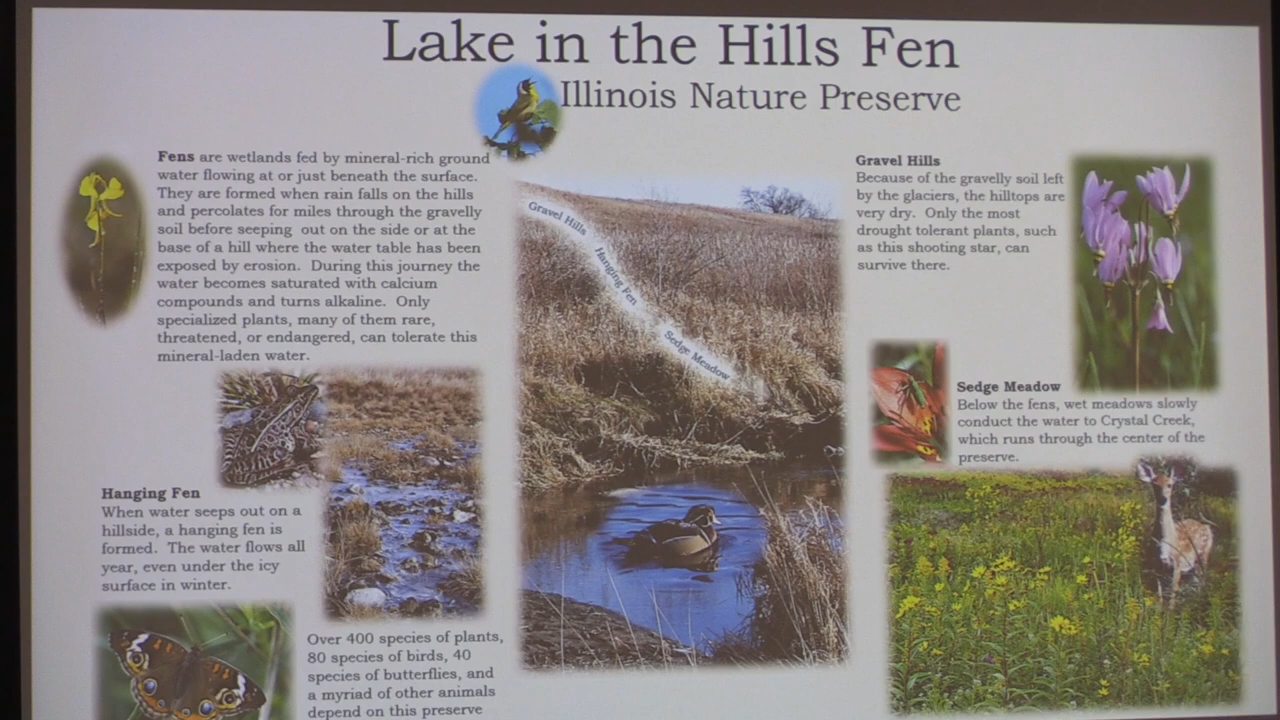 Lake in the Hills Fen
Illinois Nature Preserve
Fens are wetlands fed by mineral-rich ground
water flowing at or just beneath the surface.
They are formed when rain falls on the hills
and percolates for miles through the gravelly
soil before seeping out on the side or at the
base of a hill where the water table has been
exposed by erosion. During this journey the
water becomes saturated with calcium
compounds and turns alkaline. Only
specialized plants, many of them rare,
threatened, or endangered, can tolerate this
mineral-laden water.
Hanging Fen
When water seeps out on a
hillside, a hanging fen is
formed. The water flows all
year, even under the icy
surface in winter.
Over 400 species of plants,
80 species of birds, 40
species of butterflies, and
a myriad of other animals
depend on this preserve
Gravel Hills
Hanging Fen
Sedge Meadow
Gravel Hills
Because of the gravelly soil left
by the glaciers, the hilltops are
very dry. Only the most
drought tolerant plants, such
as this shooting star, can
survive there.
Sedge Meadow
Below the fens, wet meadows slowly
conduct the water to Crystal Creek,
which runs through the center of the
preserve.